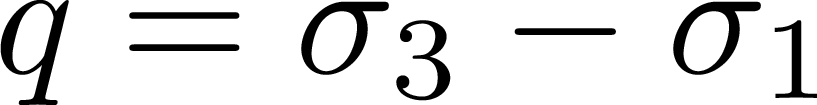 q = σ₃ − σ₁